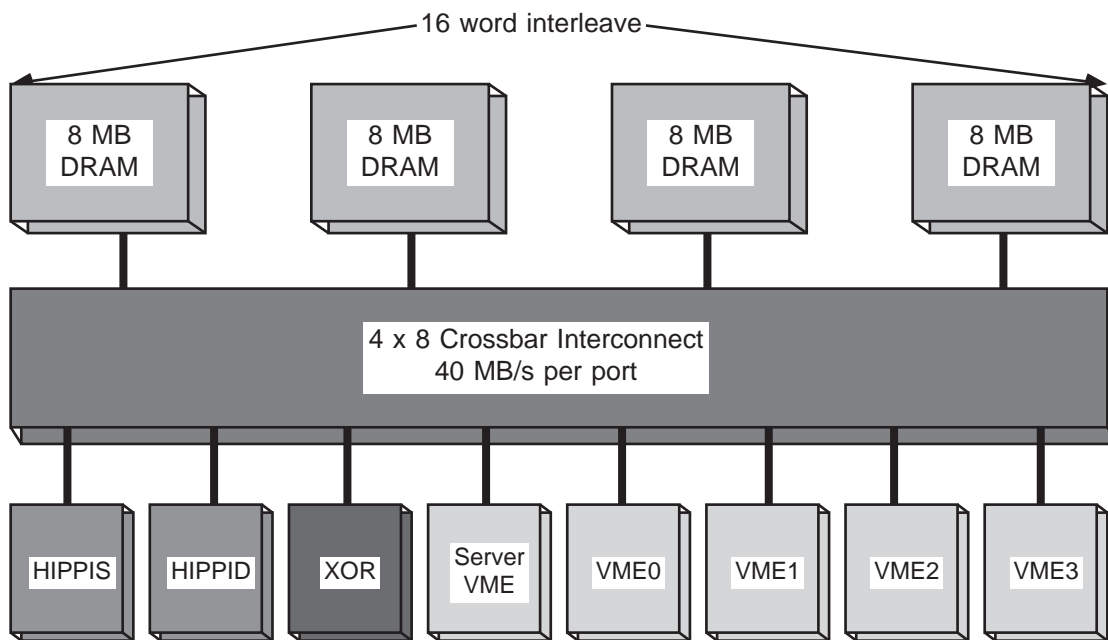 16 word interleave
8 MB
DRAM
8 MB
DRAM
8 MB
DRAM
8 MB
DRAM
4 x 8 Crossbar Interconnect
40 MB/s per port
HIPPIS
HIPPID
XOR
Server
VME
VME0
VME1
VME2
VME3